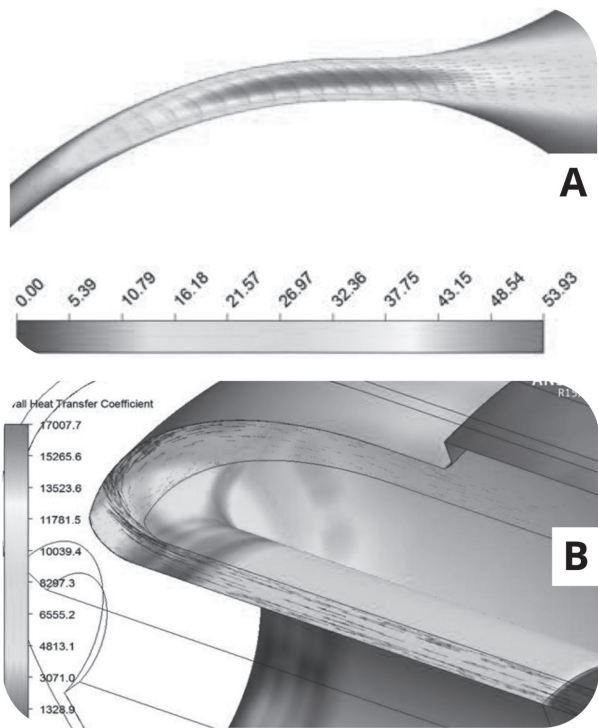 A
0.00 5.39 10.79 16.18 21.57 26.97 32.36 37.75 43.15 48.54 53.93
all Heat Transfer Coefficient
17007.7
15265.6
13523.6
11781.5
10039.4
8297.3
6555.2
4813.1
3071.0
1328.9
B